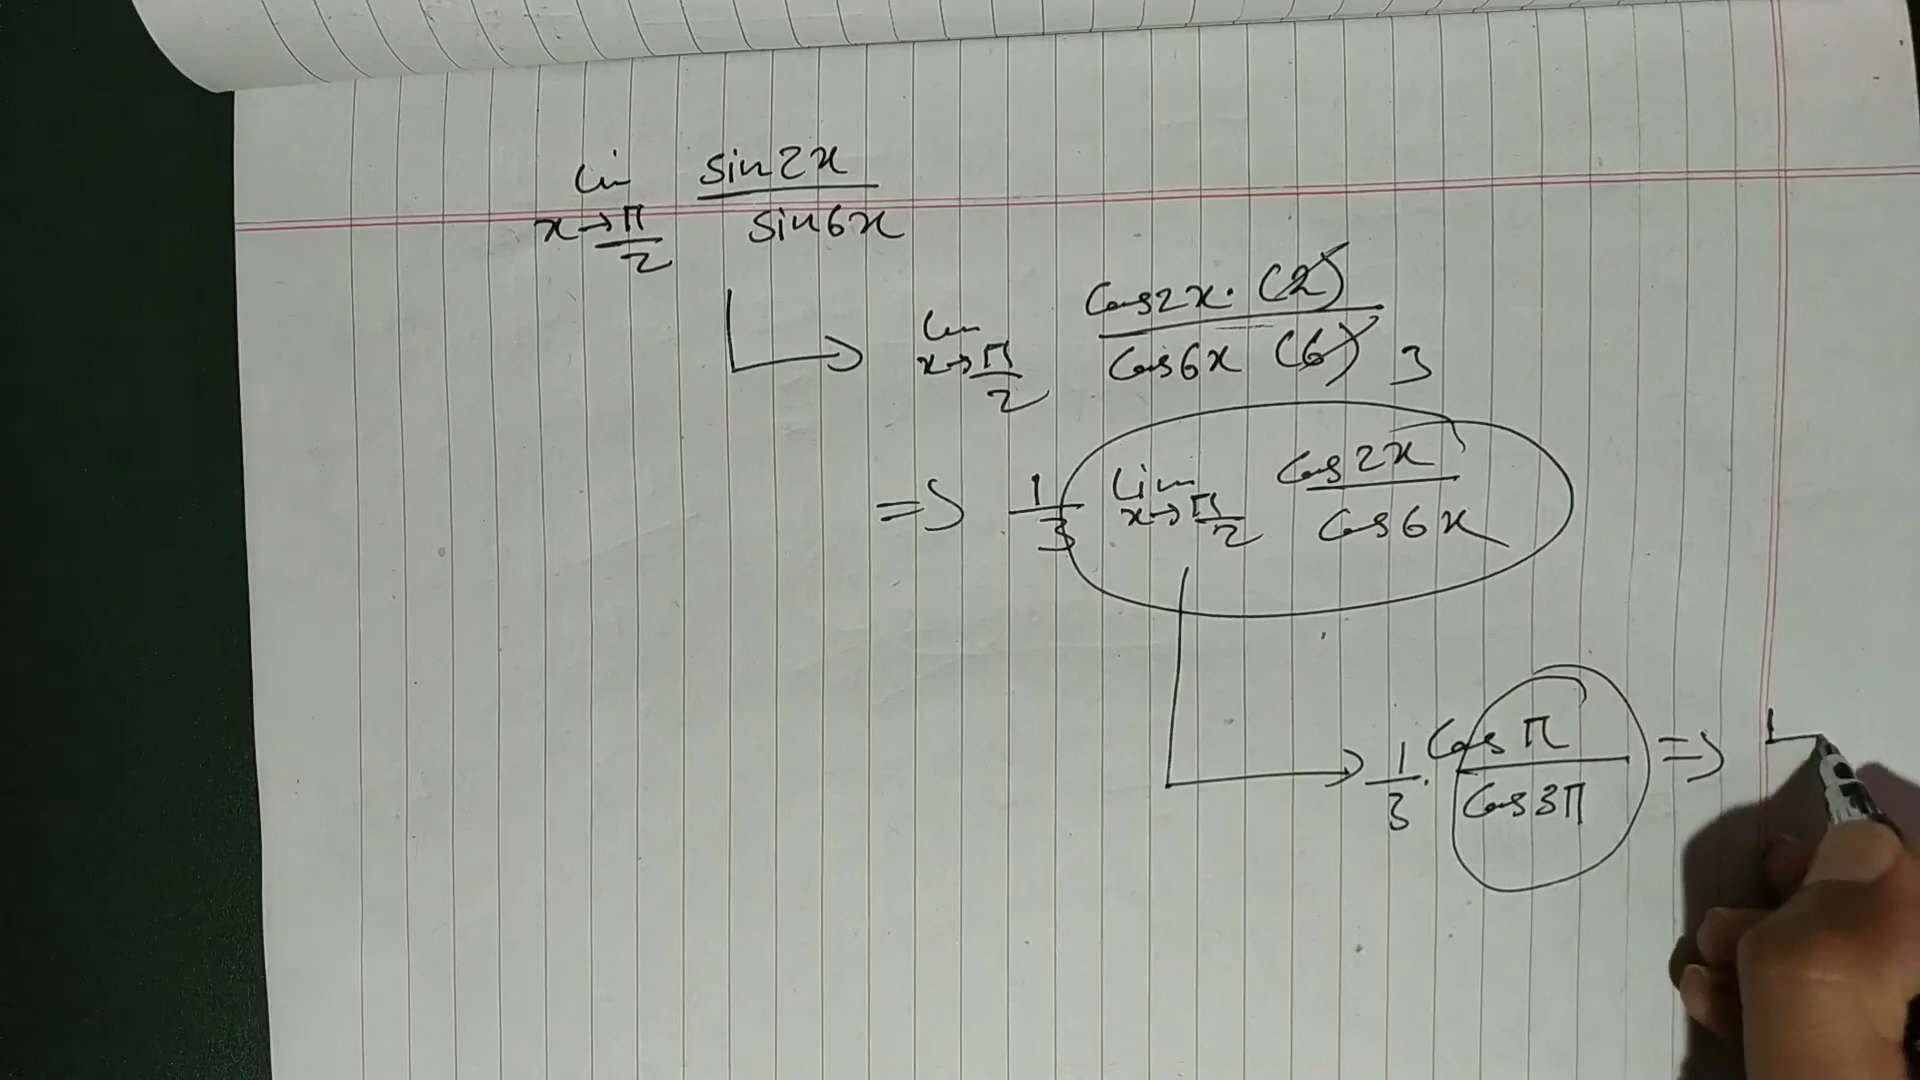 lim x→π/2 sin2x/sin6x
lim x→π/2 cos2x·(2)/cos6x (6) 3
=> 1/3 lim x→π/2 cos2x/cos6x
1/3 · cosπ/cos3π => 1